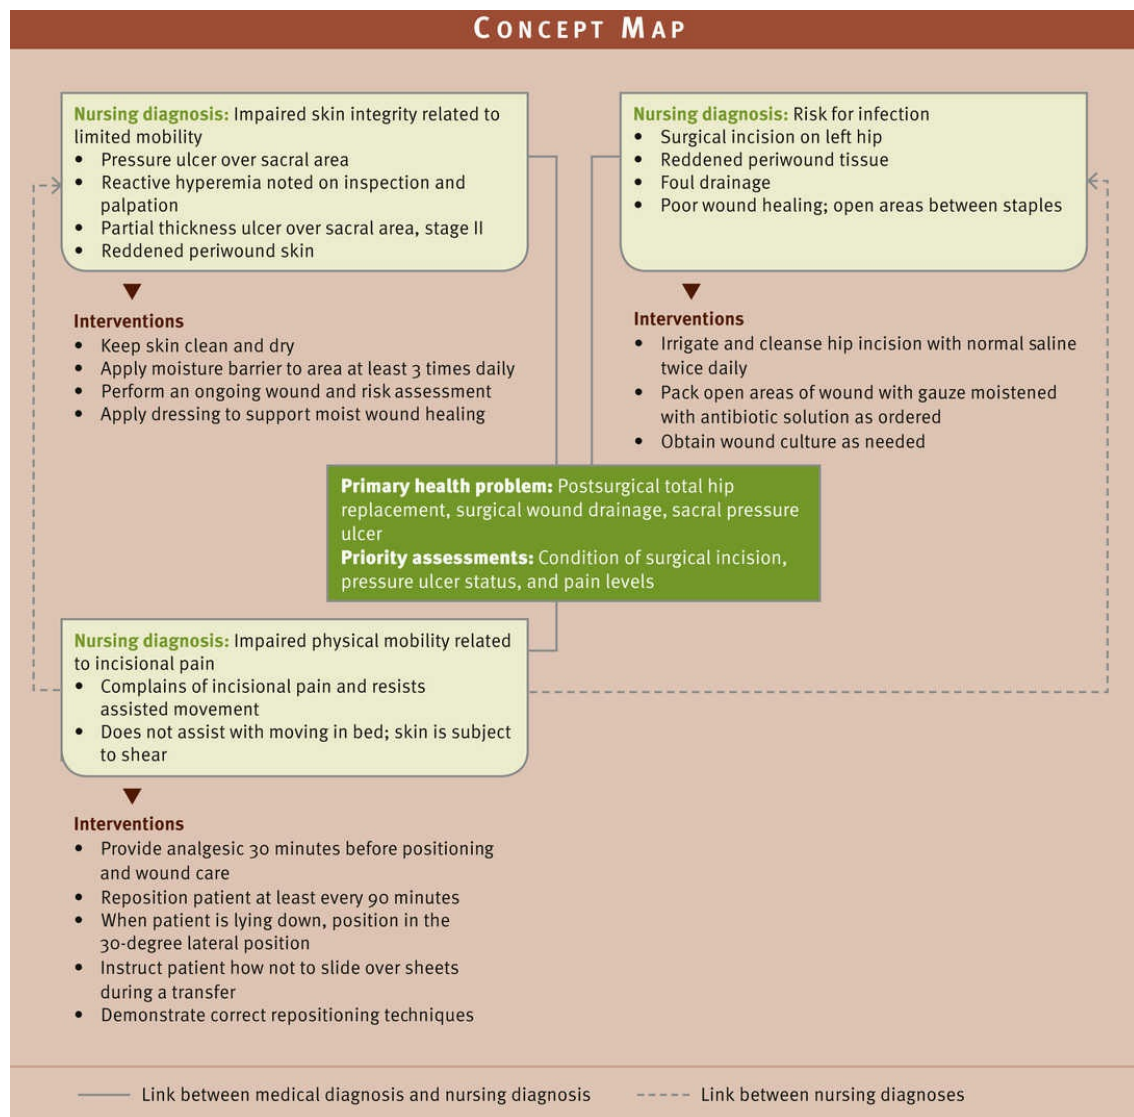 CONCEPT MAP
Nursing diagnosis: Impaired skin integrity related to
limited mobility
• Pressure ulcer over sacral area
• Reactive hyperemia noted on inspection and
palpation
• Partial thickness ulcer over sacral area, stage II
• Reddened periwound skin
Interventions
• Keep skin clean and dry
• Apply moisture barrier to area at least 3 times daily
• Perform an ongoing wound and risk assessment
• Apply dressing to support moist wound healing
Nursing diagnosis: Risk for infection
• Surgical incision on left hip
• Reddened periwound tissue
• Foul drainage
• Poor wound healing; open areas between staples
Interventions
• Irrigate and cleanse hip incision with normal saline
twice daily
• Pack open areas of wound with gauze moistened
with antibiotic solution as ordered
• Obtain wound culture as needed
Primary health problem: Postsurgical total hip
replacement, surgical wound drainage, sacral pressure
ulcer
Priority assessments: Condition of surgical incision,
pressure ulcer status, and pain levels
Nursing diagnosis: Impaired physical mobility related
to incisional pain
• Complains of incisional pain and resists
assisted movement
• Does not assist with moving in bed; skin is subject
to shear
Interventions
• Provide analgesic 30 minutes before positioning
and wound care
• Reposition patient at least every 90 minutes
• When patient is lying down, position in the
30-degree lateral position
• Instruct patient how not to slide over sheets
during a transfer
• Demonstrate correct repositioning techniques
Link between medical diagnosis and nursing diagnosis
Link between nursing diagnoses